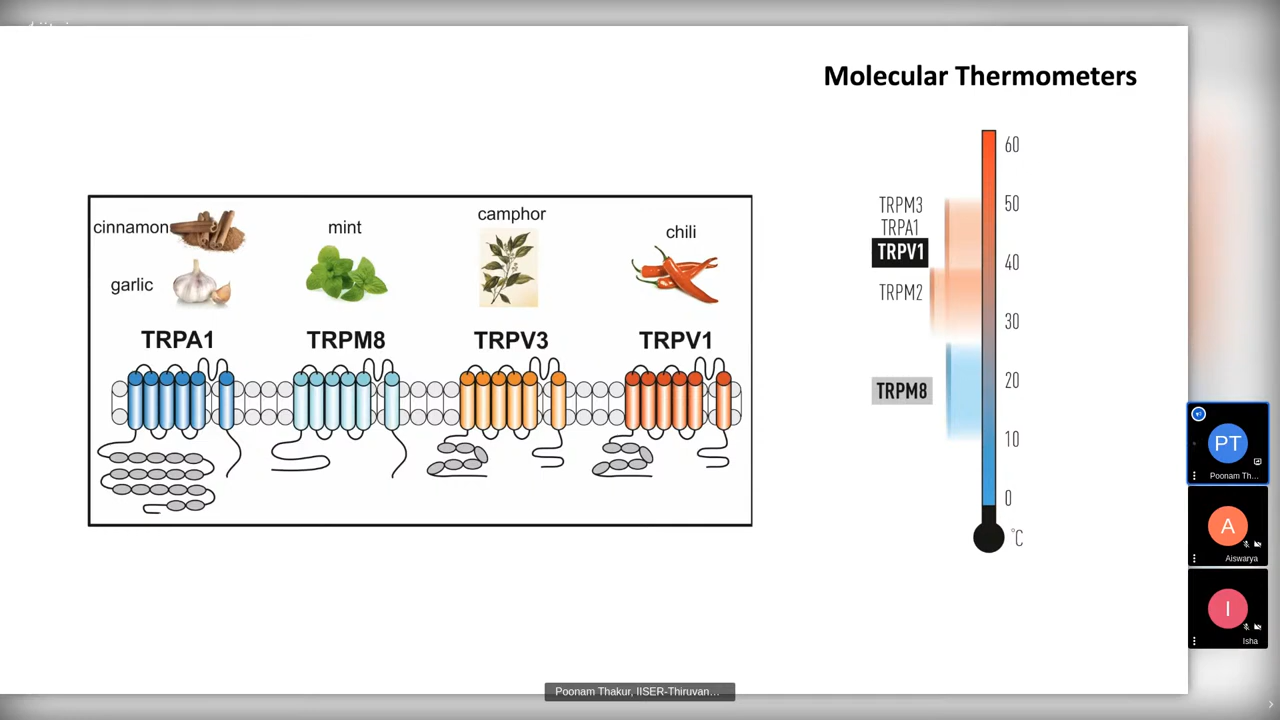 Molecular Thermometers
cinnamon
garlic
mint
camphor
chili
TRPA1
TRPM8
TRPV3
TRPV1
TRPM3
TRPA1
TRPV1
TRPM2
TRPM8
60
50
40
30
20
10
0
°C
PT
Poonam Th...
A
Aiswarya
I
Isha
Poonam Thakur, IISER-Thiruvan...